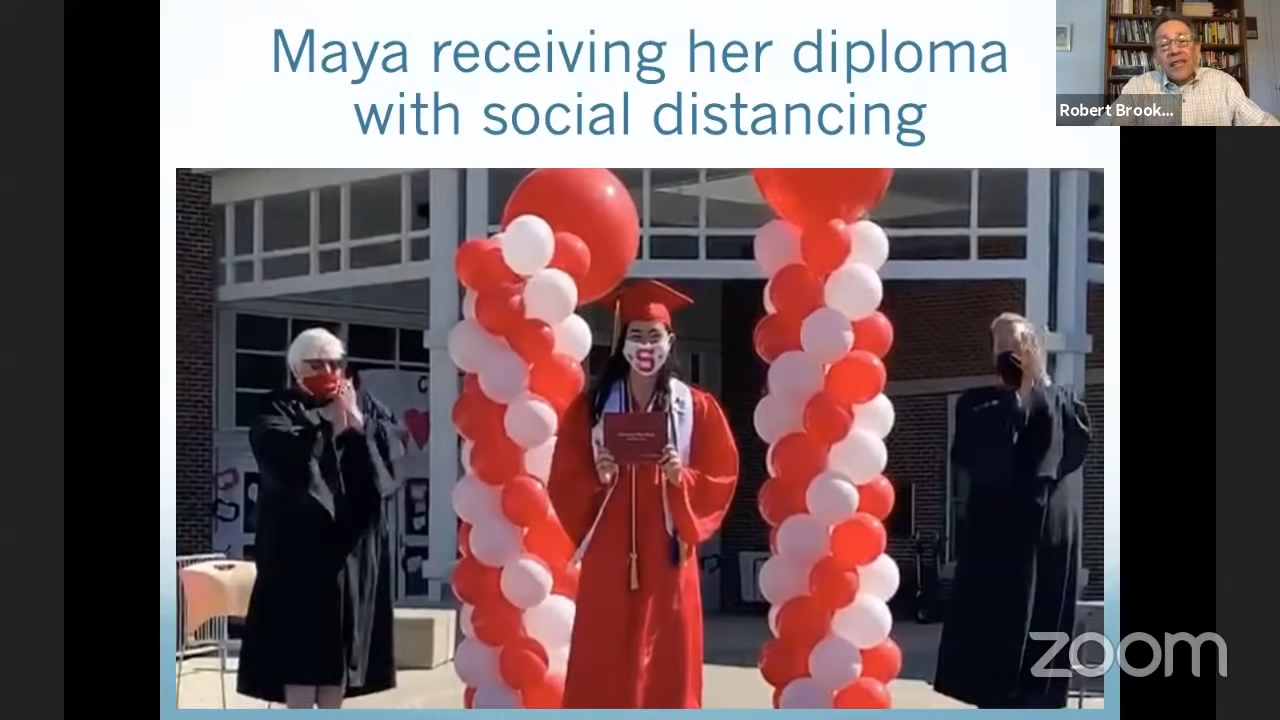 Maya receiving her diploma
with social distancing
Robert Brook...
S
zoom